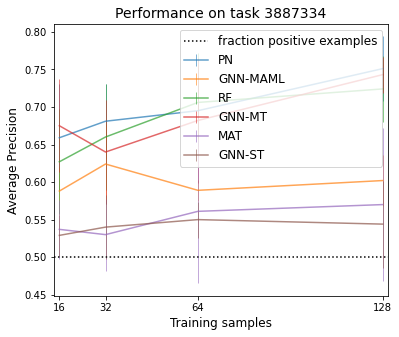 Performance on task 3887334
0.80
0.75
0.70
0.65
0.60
0.55
0.50
0.45
Average Precision
fraction positive examples
PN
GNN-MAML
RF
GNN-MT
MAT
GNN-ST
16 32 64 128
Training samples